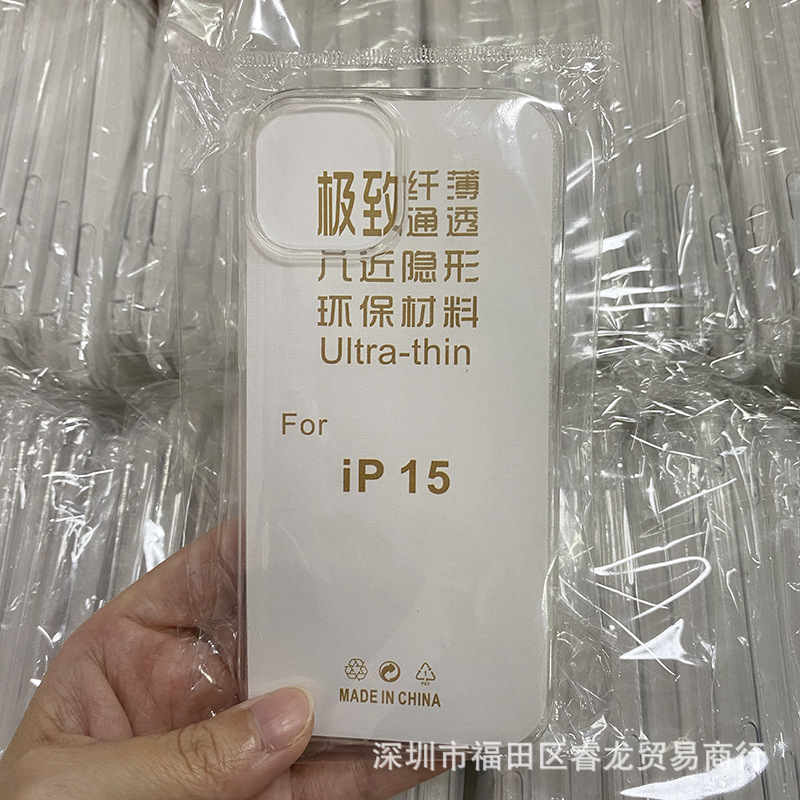 极致纤薄
通透
几近隐形
环保材料
Ultra-thin
For
iP 15
PET
MADE IN CHINA
深圳市福田区睿龙贸易商行